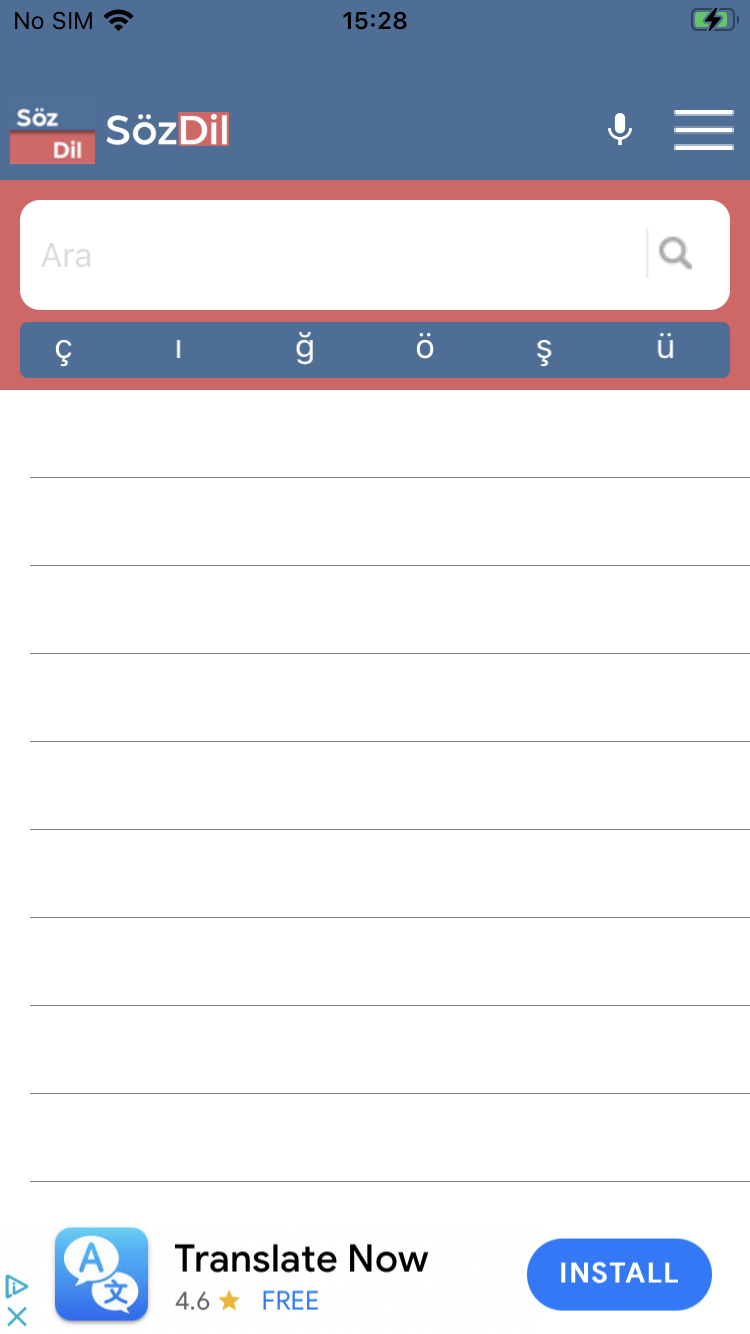 No SIM 15:28
Söz
Dil
SözDil
Ara
ç ı ğ ö ş ü
A
文
Translate Now
INSTALL
4.6 FREE